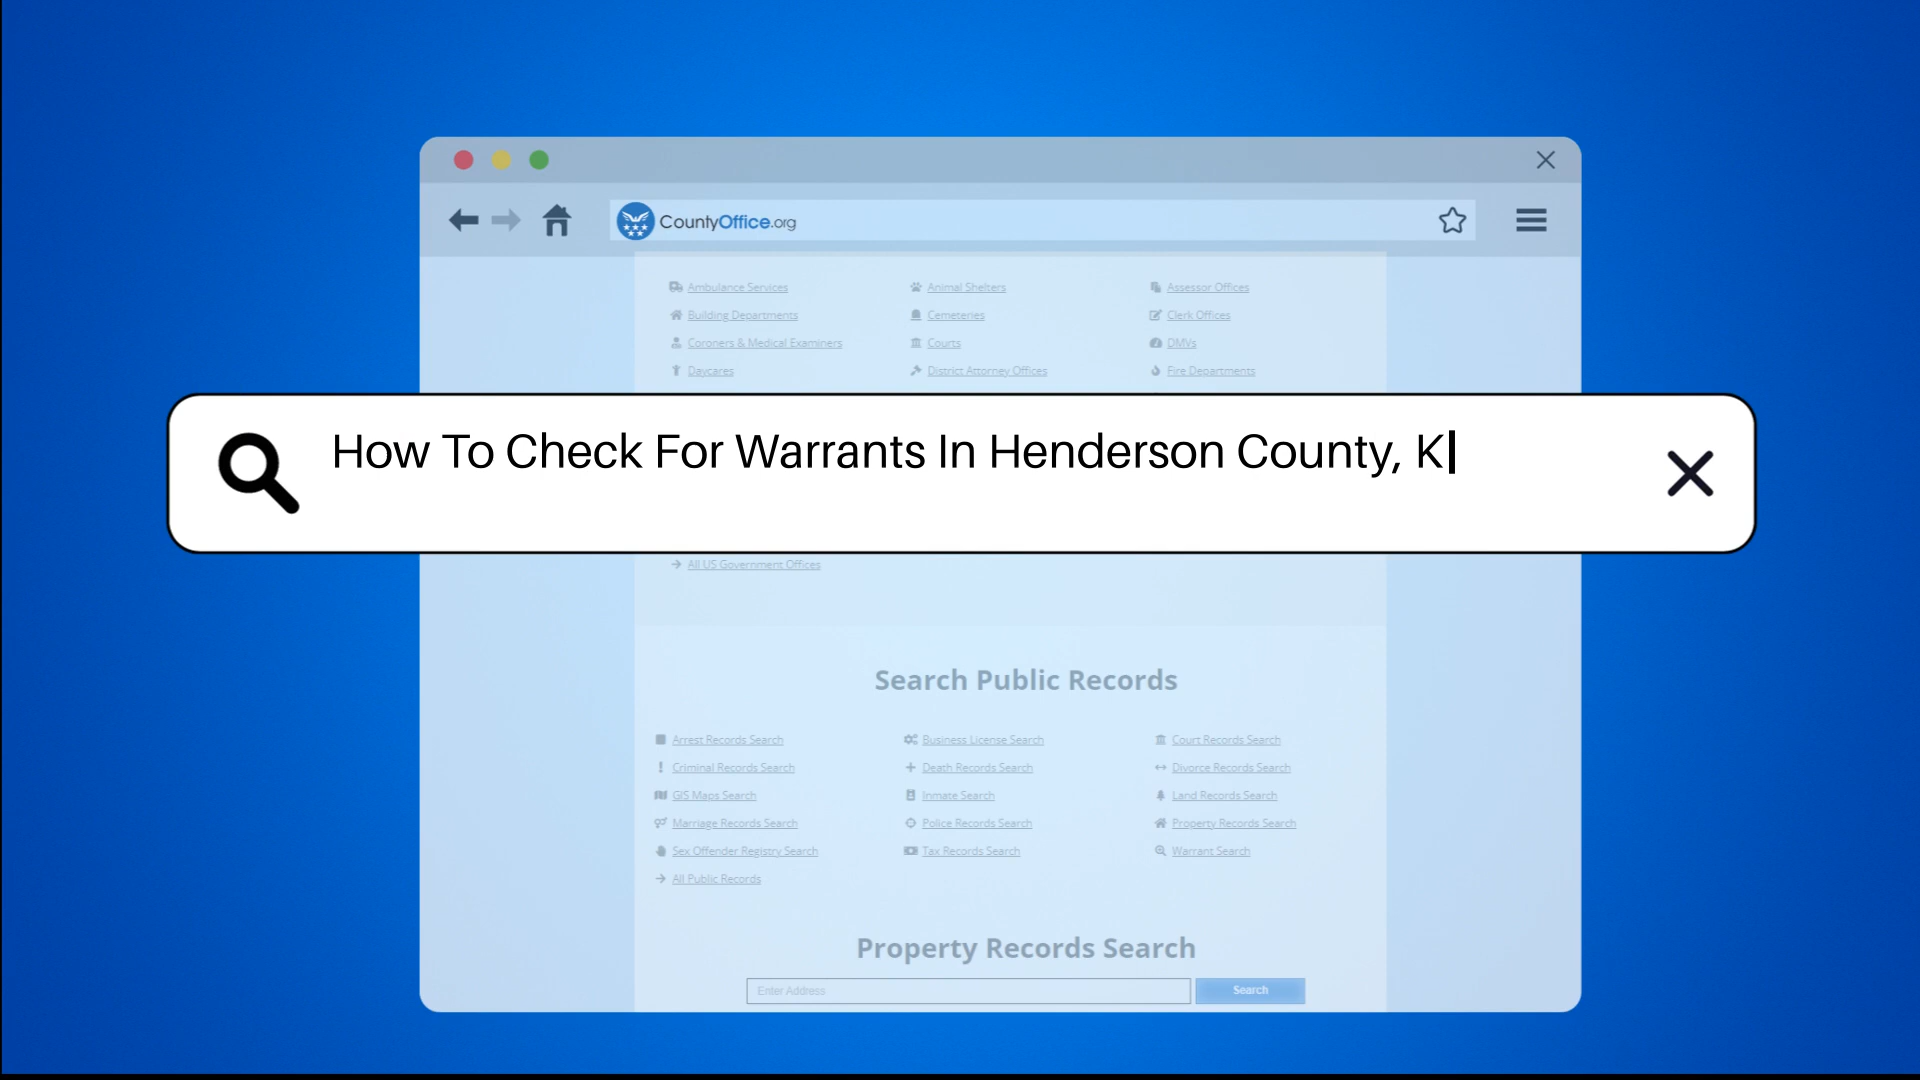 CountyOffice.org
Ambulance Services
Animal Shelters
Assessor Offices
Building Departments
Cemeteries
Clerk Offices
Coroners & Medical Examiners
Courts
DMVs
Daycares
District Attorney Offices
Fire Departments
How To Check For Warrants In Henderson County, K
All US Government Offices
Search Public Records
Arrest Records Search
Business License Search
Court Records Search
Criminal Records Search
Death Records Search
Divorce Records Search
GIS Maps Search
Inmate Search
Land Records Search
Marriage Records Search
Police Records Search
Property Records Search
Sex Offender Registry Search
Tax Records Search
Warrant Search
All Public Records
Property Records Search
Enter Address
Search